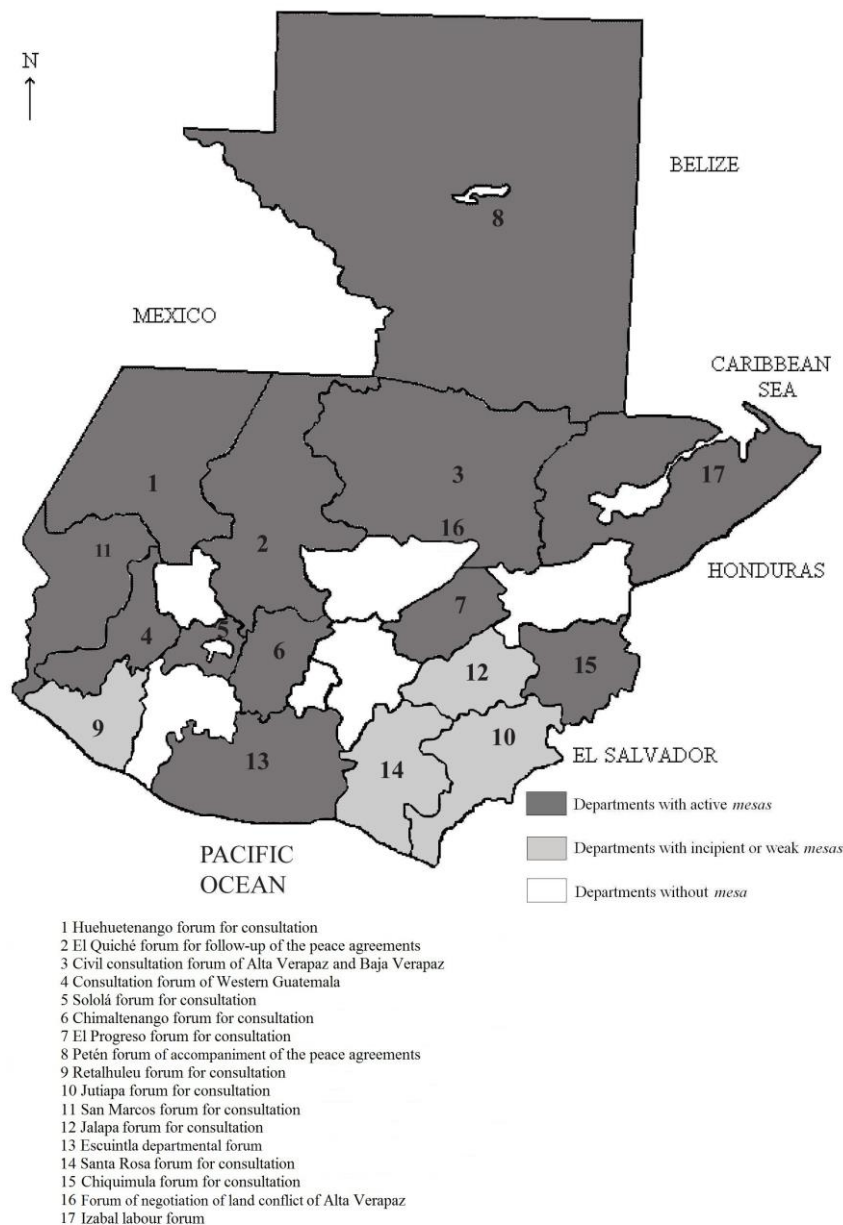 N
BELIZE
8
MEXICO
CARIBBEAN
SEA
1
3
17
16
11
2
HONDURAS
7
5
4
6
12
15
9
10
13
14
EL SALVADOR
Departments with active mesas
PACIFIC
OCEAN
Departments with incipient or weak mesas
Departments without mesa
1 Huehuetenango forum for consultation
2 El Quiché forum for follow-up of the peace agreements
3 Civil consultation forum of Alta Verapaz and Baja Verapaz
4 Consultation forum of Western Guatemala
5 Sololá forum for consultation
6 Chimaltenango forum for consultation
7 El Progreso forum for consultation
8 Petén forum of accompaniment of the peace agreements
9 Retalhuleu forum for consultation
10 Jutiapa forum for consultation
11 San Marcos forum for consultation
12 Jalapa forum for consultation
13 Escuintla departmental forum
14 Santa Rosa forum for consultation
15 Chiquimula forum for consultation
16 Forum of negotiation of land conflict of Alta Verapaz
17 Izabal labour forum